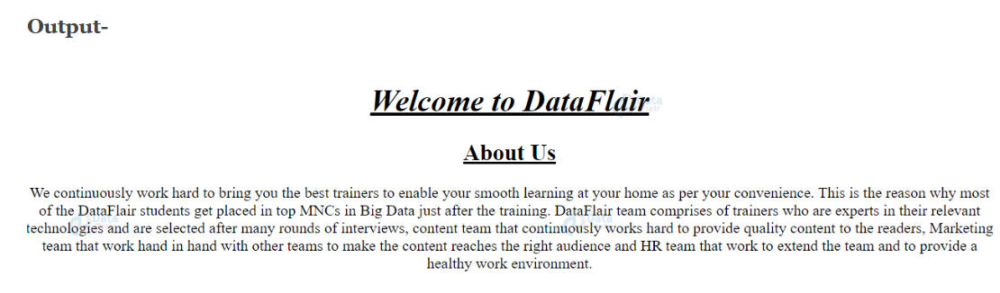 Output-
Welcome to DataFlair
About Us
We continuously work hard to bring you the best trainers to enable your smooth learning at your home as per your convenience. This is the reason why most
of the DataFlair students get placed in top MNCs in Big Data just after the training. DataFlair team comprises of trainers who are experts in their relevant
technologies and are selected after many rounds of interviews, content team that continuously works hard to provide quality content to the readers, Marketing
team that work hand in hand with other teams to make the content reaches the right audience and HR team that work to extend the team and to provide a
healthy work environment.